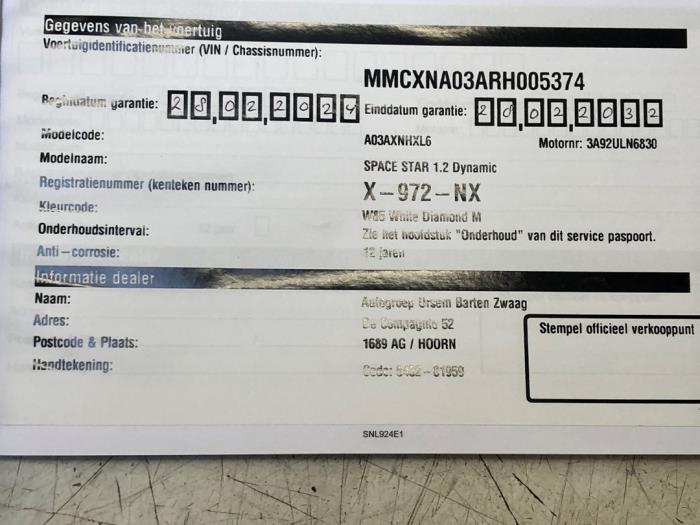 Gegevens van het voertuig
Voertuigidentificatienummer (VIN / Chassisnummer):
MMCXNA03ARH005374
Begindatum garantie: 28,02,2024 Einddatum garantie: 28,02,2032
Modelcode: A03AXNHXL6 Motornr: 3A92ULN6830
Modelnaam: SPACE STAR 1.2 Dynamic
Registratienummer (kenteken nummer): X-972-NX
Kleurcode: W85 White Diamond M
Onderhoudsinterval: Zie het hoofdstuk "Onderhoud" van dit service paspoort.
Anti-corrosie: 12 jaren
Informatie dealer
Naam: Autogroep Ursem Barten Zwaag
Adres: De Compagnie 52
Postcode & Plaats: 1689 AG / HOORN
Handtekening: Code:
Stempel officieel verkooppunt
SNL924E1